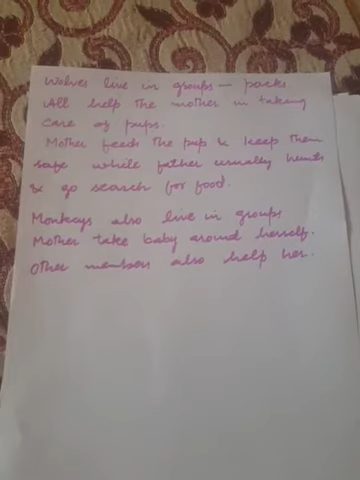 Wolves live in groups — packs.
All help the mother in taking
care of pups.
Mother feeds the pup & keep them
safe while father usually hunts
& go search for food.
Monkeys also live in groups
Mother take baby around herself.
Other members also help her.